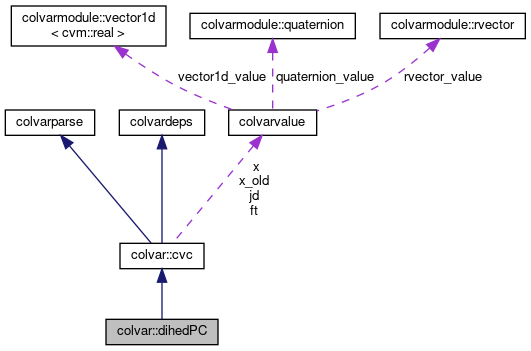 colvarmodule::vector1d
< cvm::real >
colvarmodule::quaternion
colvarmodule::rvector
vector1d_value
quaternion_value
rvector_value
colvarparse
colvardeps
colvarvalue
x
x_old
jd
ft
colvar::cvc
colvar::dihedPC